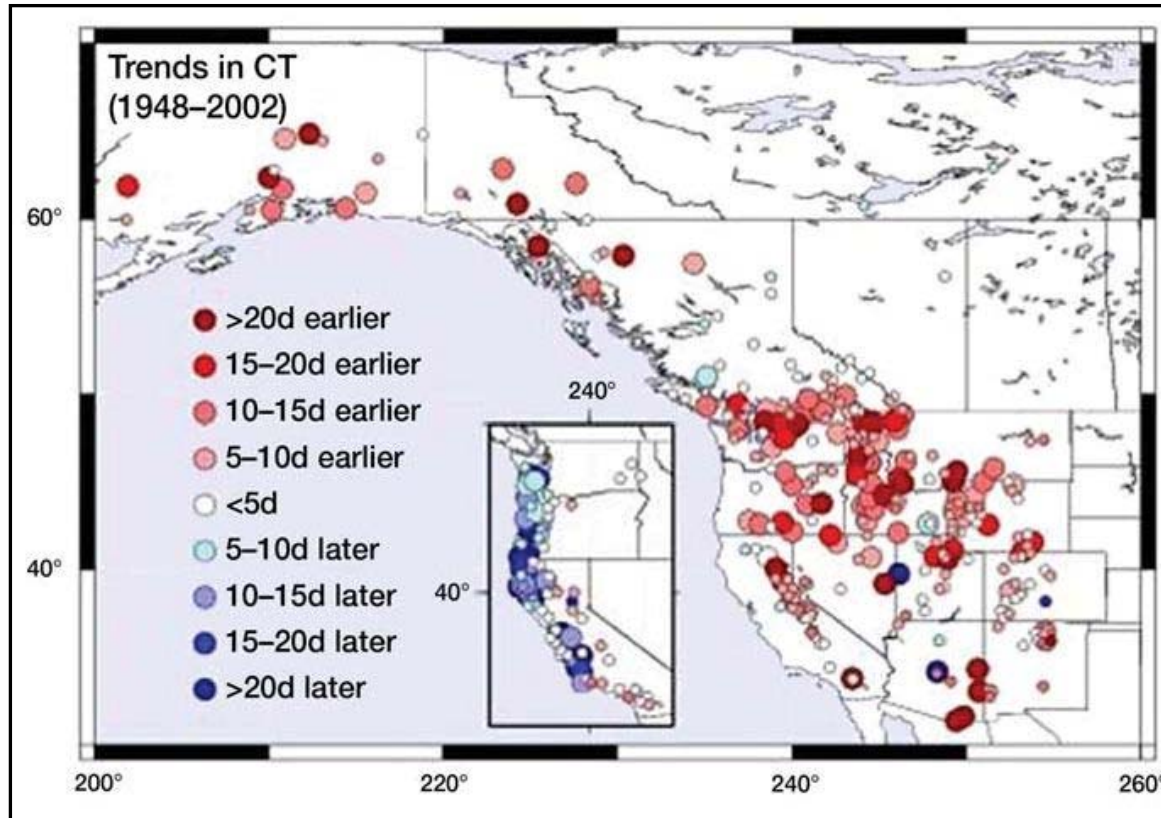 Trends in CT
(1948–2002)
60°
>20d earlier
15–20d earlier
10–15d earlier
5–10d earlier
<5d
5–10d later
10–15d later
15–20d later
>20d later
240°
40°
40°
200°
220°
240°
260°